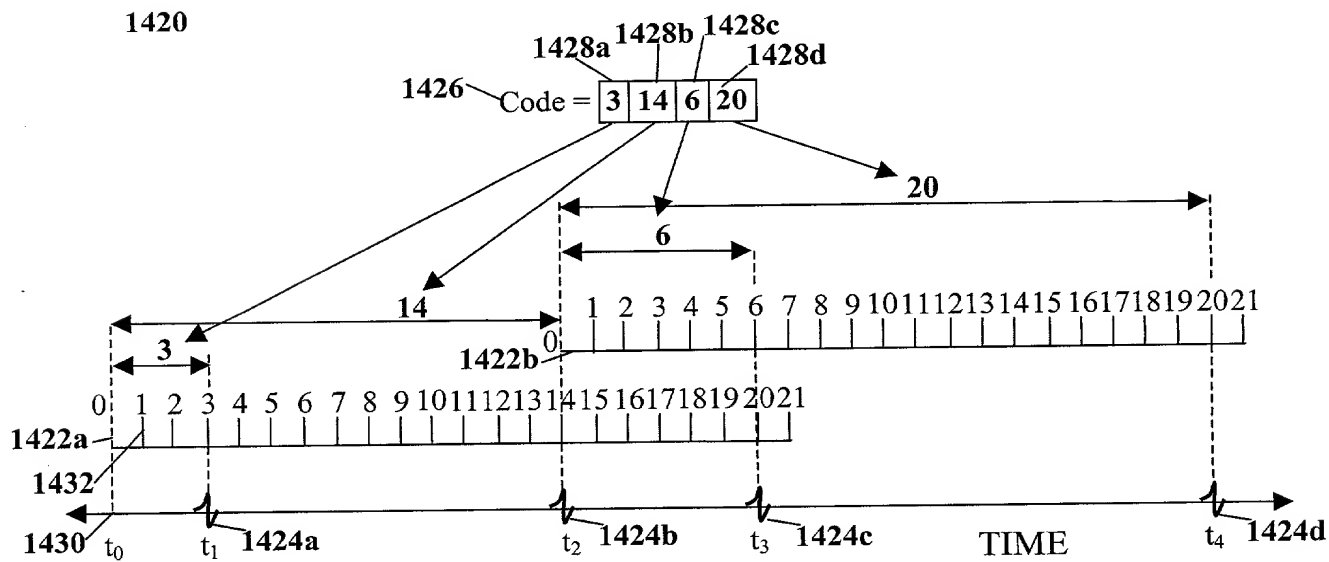 1420
1428a 1428b 1428c 1428d
1426 Code = 3 14 6 20
20
6
14
1 2 3 4 5 6 7 8 9 10 11 12 13 14 15 16 17 18 19 20 21
0
1422b
3
0 1 2 3 4 5 6 7 8 9 10 11 12 13 14 15 16 17 18 19 20 21
1422a
1432
1430 t0 t1 1424a t2 1424b t3 1424c TIME t4 1424d